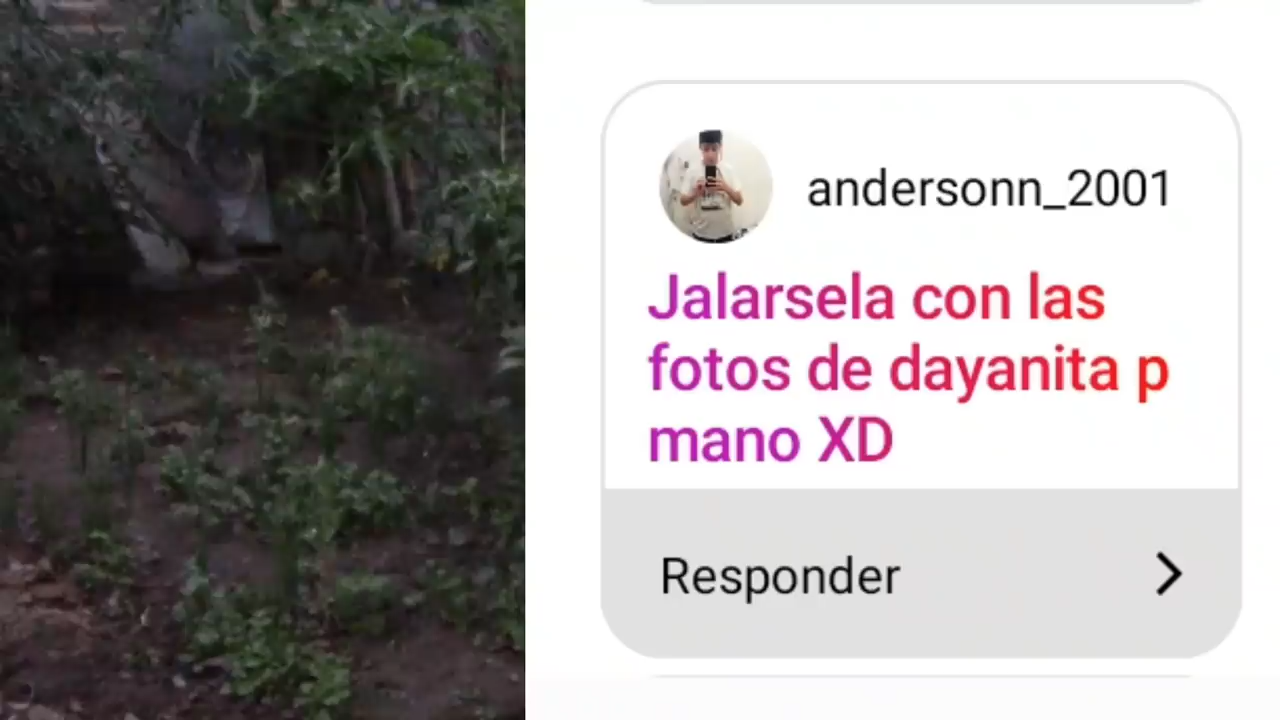 andersonn_2001
Jalarsela con las
fotos de dayanita p
mano XD
Responder